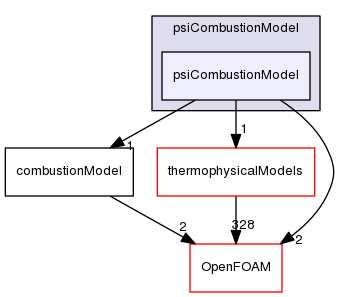 psiCombustionModel
psiCombustionModel
1
1
combustionModel
thermophysicalModels
2
328
2
OpenFOAM